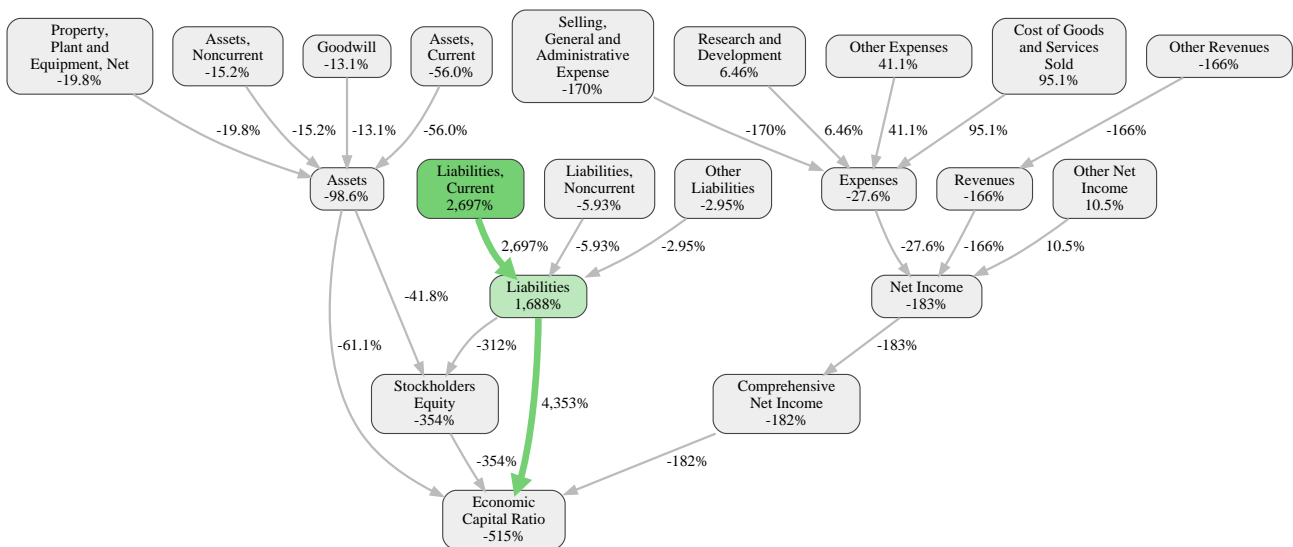 Property,
Plant and
Equipment, Net
-19.8%
Assets,
Noncurrent
-15.2%
Goodwill
-13.1%
Assets,
Current
-56.0%
Selling,
General and
Administrative
Expense
-170%
Research and
Development
6.46%
Other Expenses
41.1%
Cost of Goods
and Services
Sold
95.1%
Other Revenues
-166%
-19.8%
-15.2%
-13.1%
-56.0%
-170%
6.46%
41.1%
95.1%
-166%
Assets
-98.6%
Liabilities,
Current
2,697%
Liabilities,
Noncurrent
-5.93%
Other
Liabilities
-2.95%
Expenses
-27.6%
Revenues
-166%
Other Net
Income
10.5%
2,697%
-5.93%
-2.95%
-27.6%
-166%
10.5%
-41.8%
Liabilities
1,688%
Net Income
-183%
-61.1%
-312%
-183%
Stockholders
Equity
-354%
4,353%
Comprehensive
Net Income
-182%
-354%
-182%
Economic
Capital Ratio
-515%